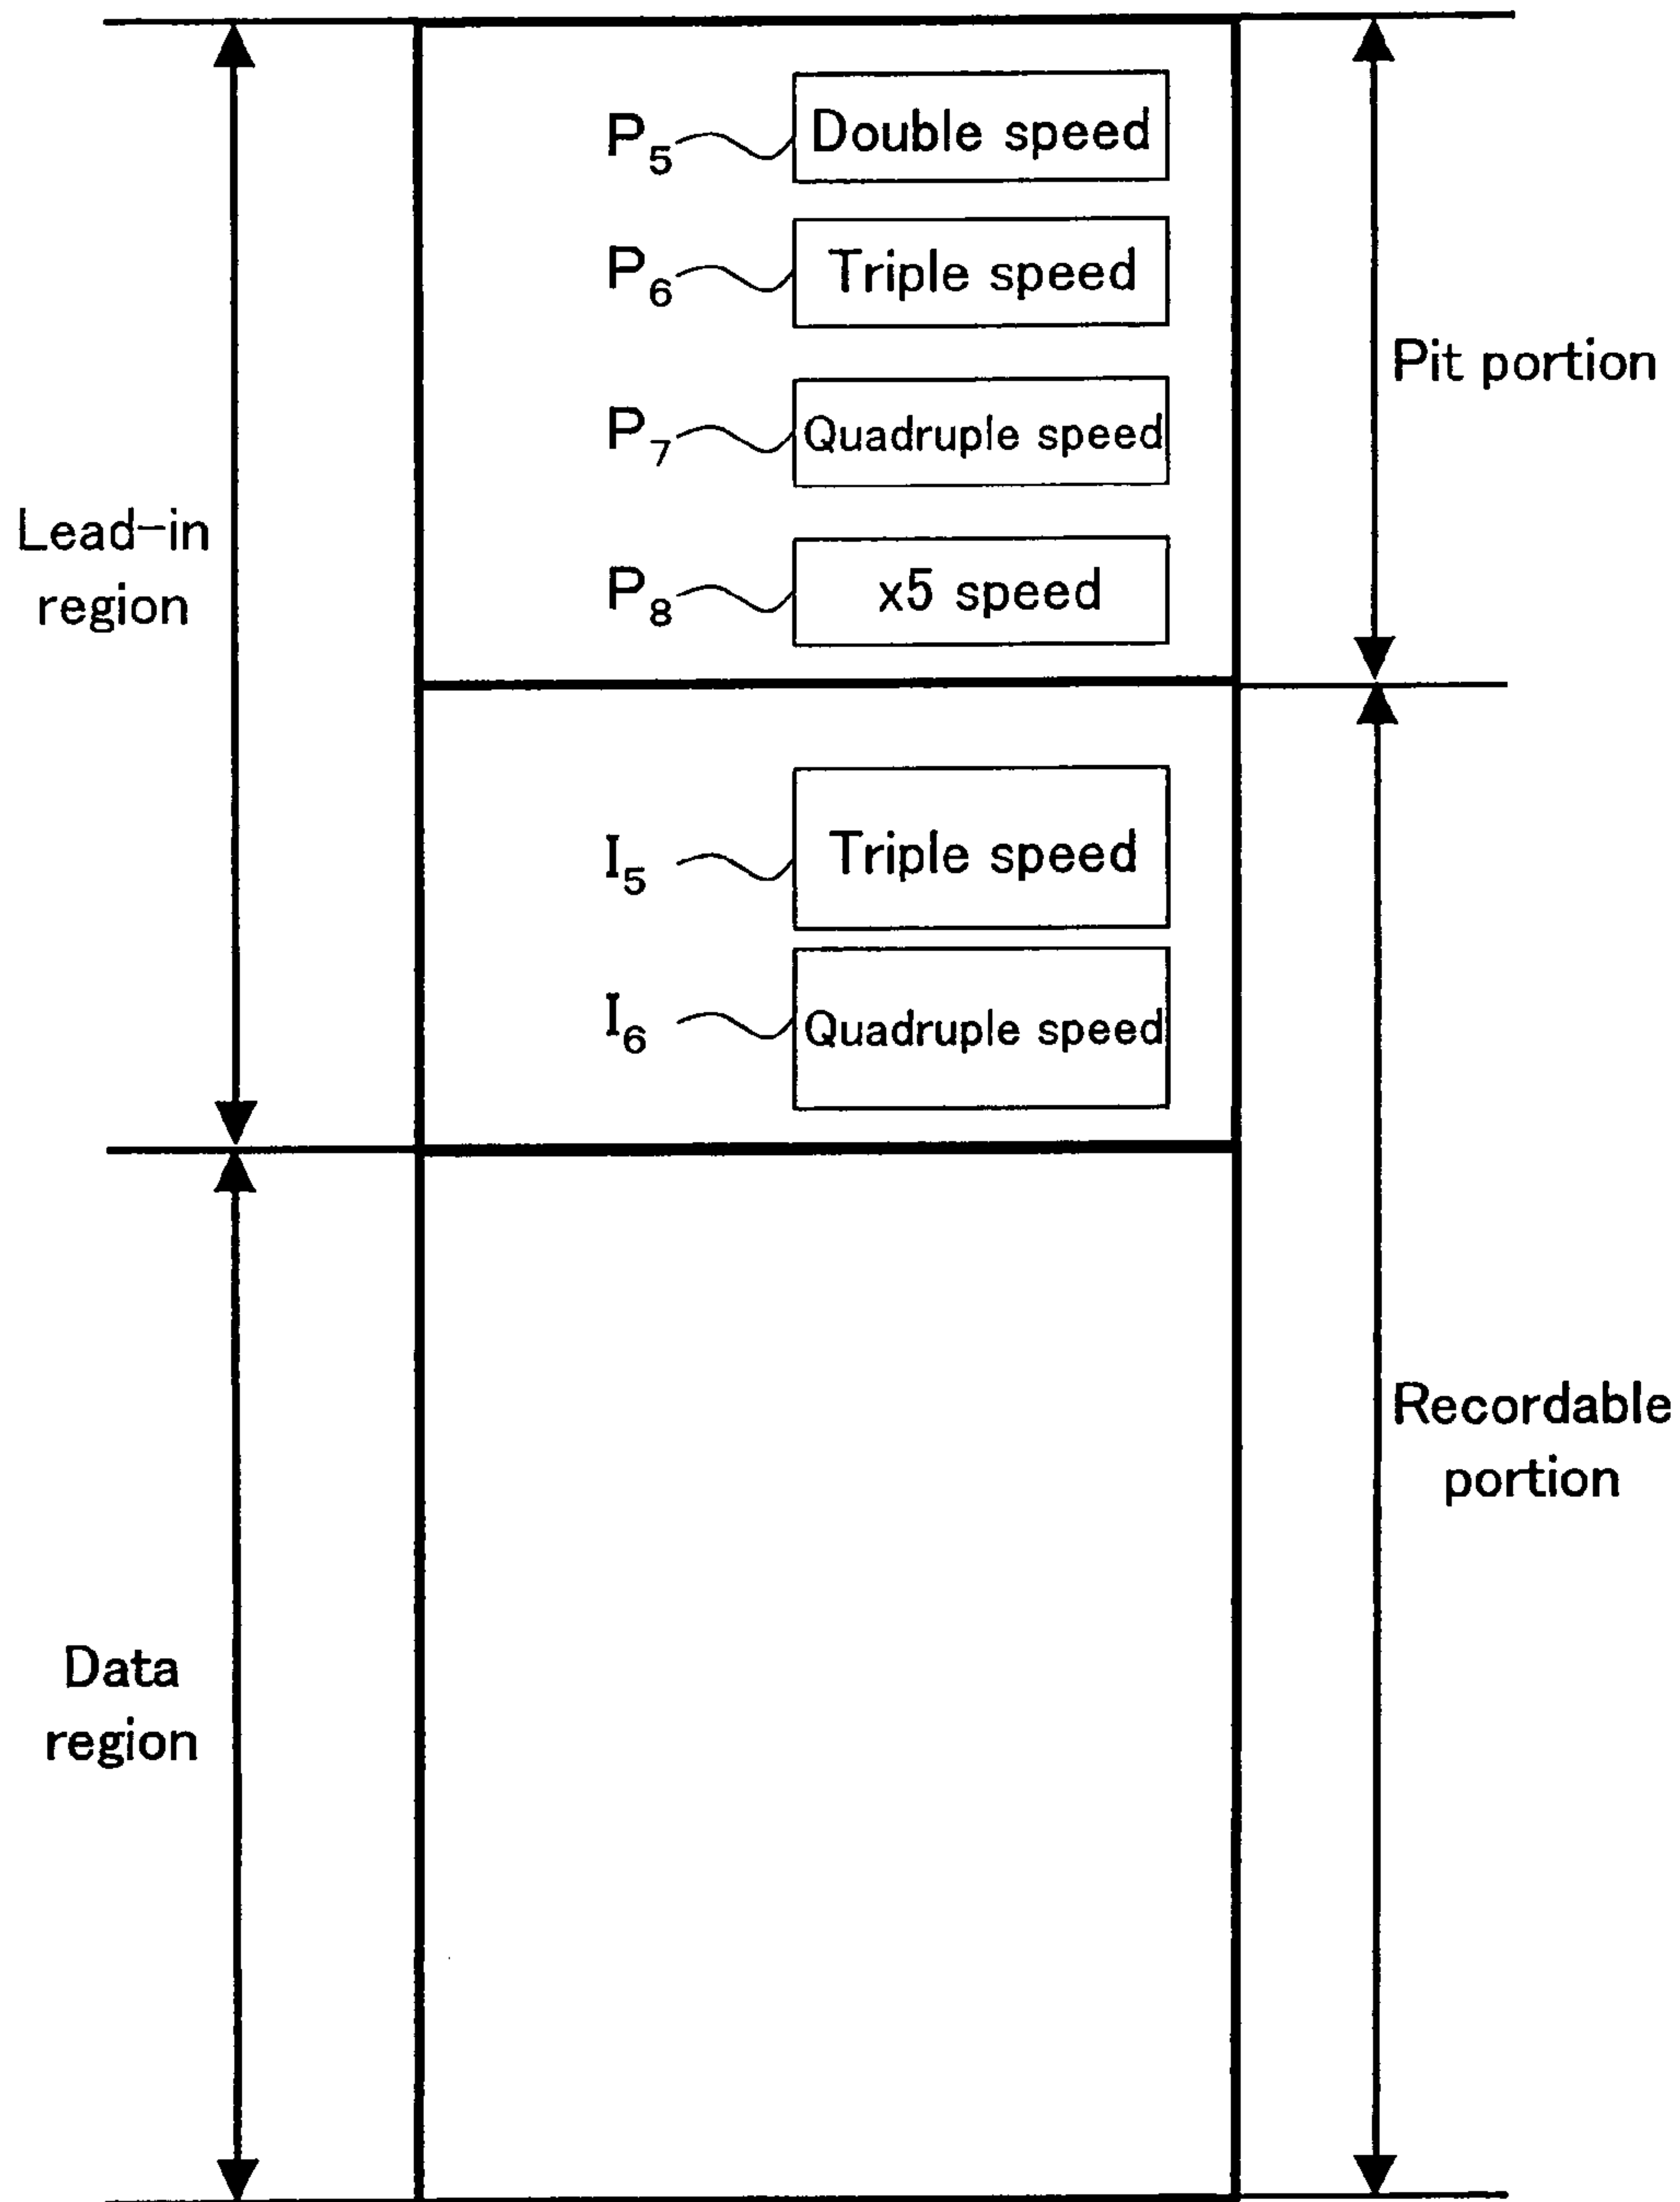 P5 Double speed
P6 Triple speed
Pit portion
P7 Quadruple speed
Lead-in
region
P8 x5 speed
I5 Triple speed
I6 Quadruple speed
Recordable
portion
Data
region